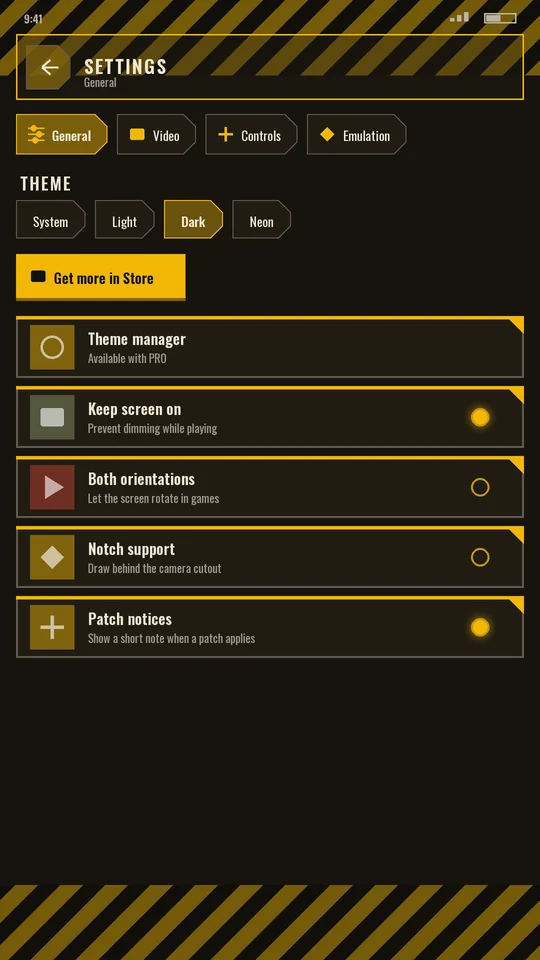 9:41
SETTINGS
General
General
Video
Controls
Emulation
THEME
System
Light
Dark
Neon
Get more in Store
Theme manager
Available with PRO
Keep screen on
Prevent dimming while playing
Both orientations
Let the screen rotate in games
Notch support
Draw behind the camera cutout
Patch notices
Show a short note when a patch applies